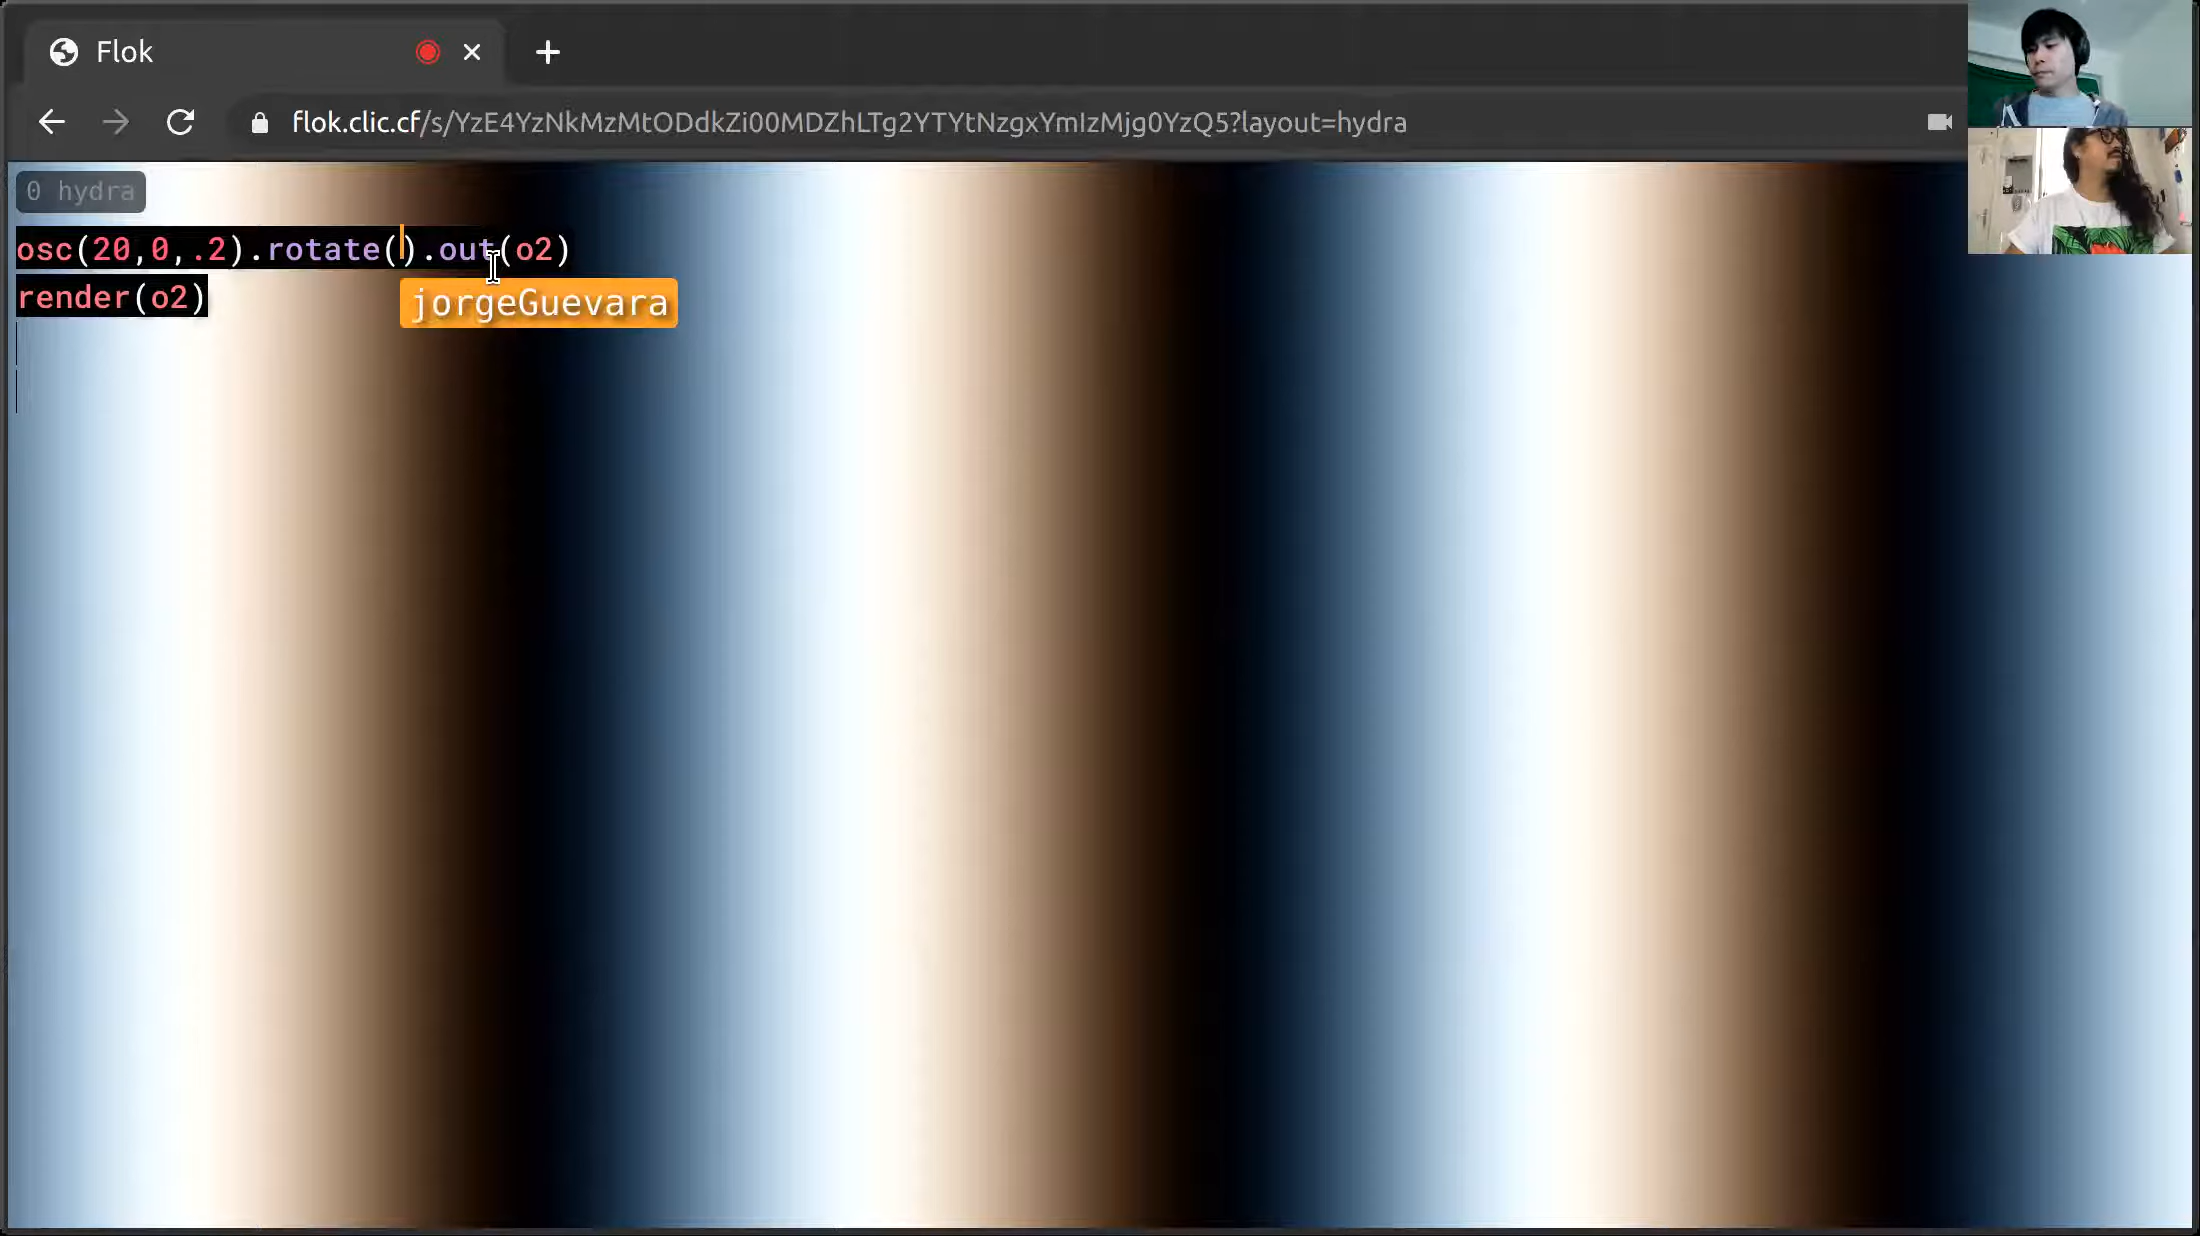 Flok
flok.clic.cf/s/YzE4YzNkMzMtODdkZi00MDZhLTg2YTYtNzgxYmIzMjg0YzQ5?layout=hydra
0 hydra
osc(20,0,.2).rotate().out(o2)
render(o2)
jorgeGuevara